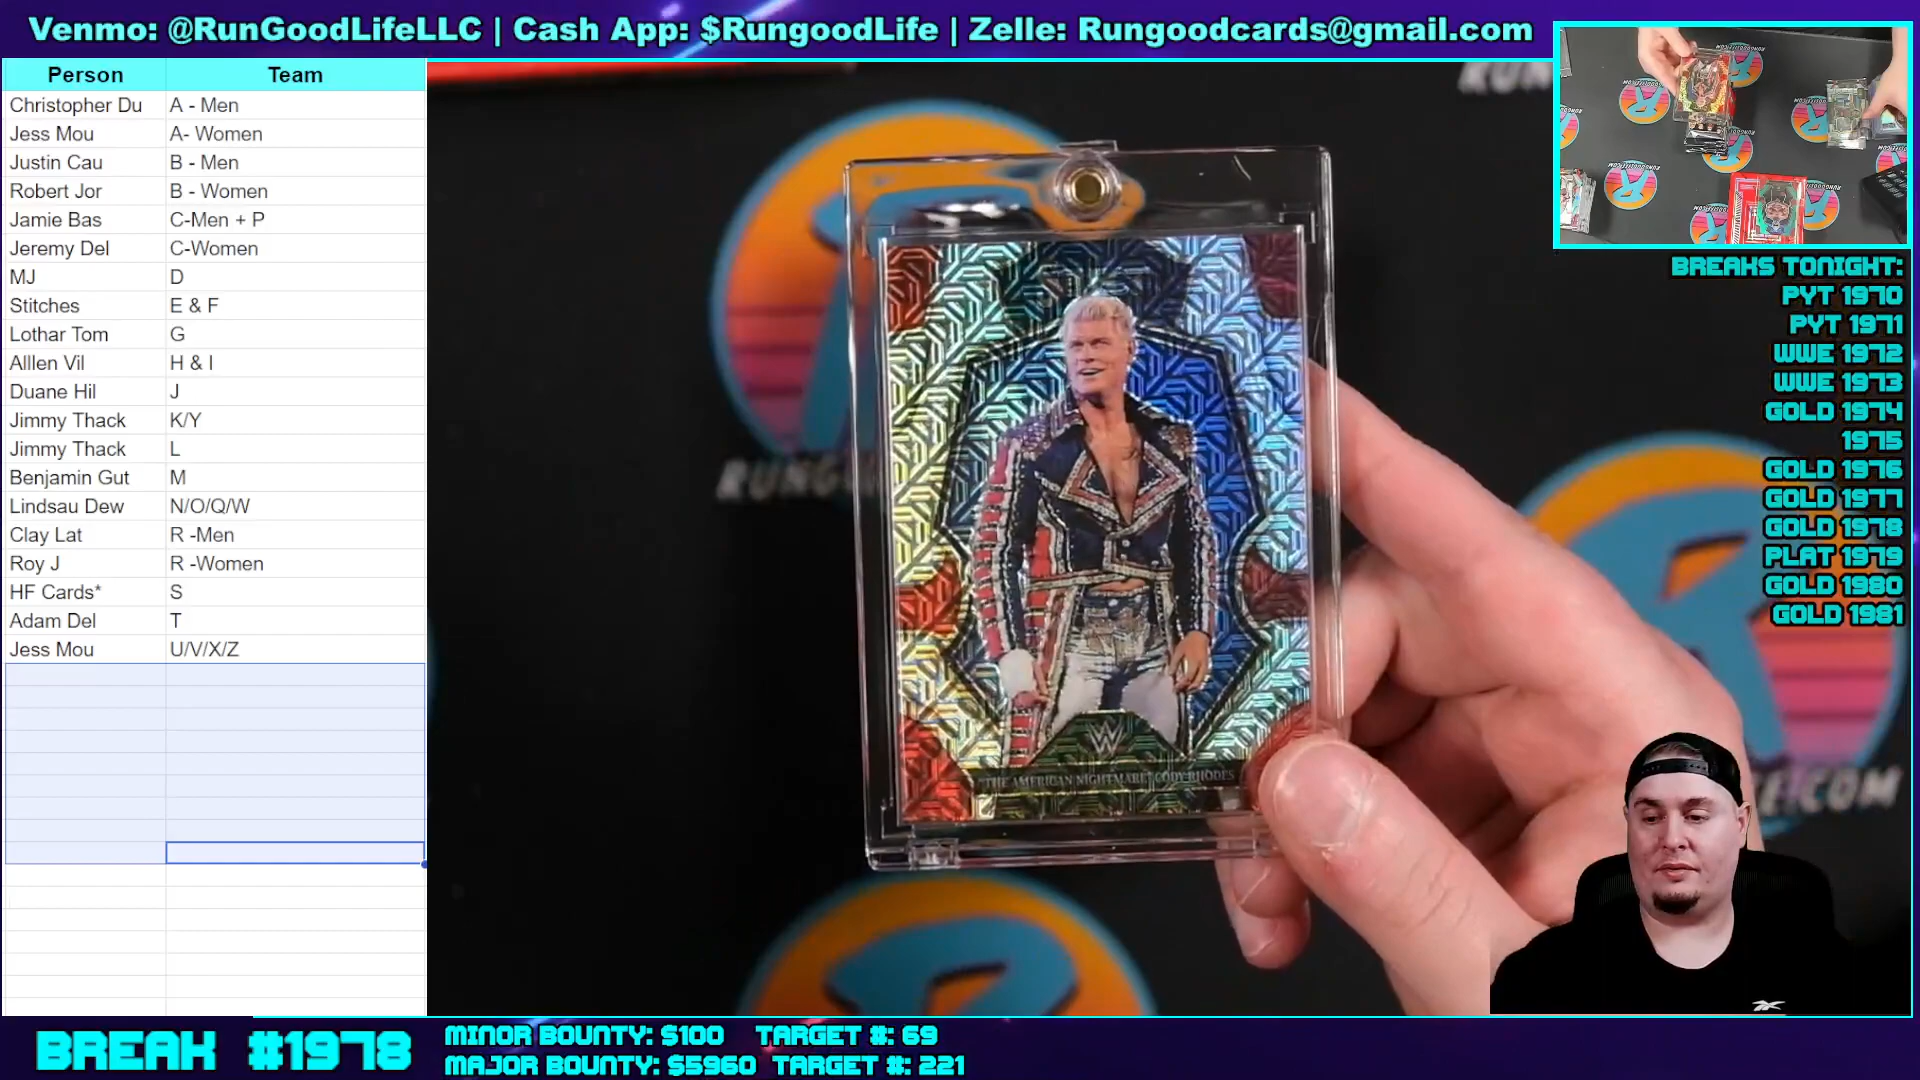 Venmo: @RunGoodLifeLLC | Cash App: $RungoodLife | Zelle: Rungoodcards@gmail.com
Person Team
Christopher Du A - Men
Jess Mou A- Women
Justin Cau B - Men
Robert Jor B - Women
Jamie Bas C-Men + P
Jeremy Del C-Women
MJ D
Stitches E & F
Lothar Tom G
Alllen Vil H & I
Duane Hil J
Jimmy Thack K/Y
Jimmy Thack L
Benjamin Gut M
Lindsau Dew N/O/Q/W
Clay Lat R -Men
Roy J R -Women
HF Cards* S
Adam Del T
Jess Mou U/V/X/Z
"THE AMERICAN NIGHTMARE" CODY RHODES
BREAKS TONIGHT:
PYT 1970
PYT 1971
WWE 1972
WWE 1973
GOLD 1974
1975
GOLD 1976
GOLD 1977
GOLD 1978
PLAT 1979
GOLD 1980
GOLD 1981
BREAK #1978
MINOR BOUNTY: $100 TARGET #: 69
MAJOR BOUNTY: $5960 TARGET #: 221